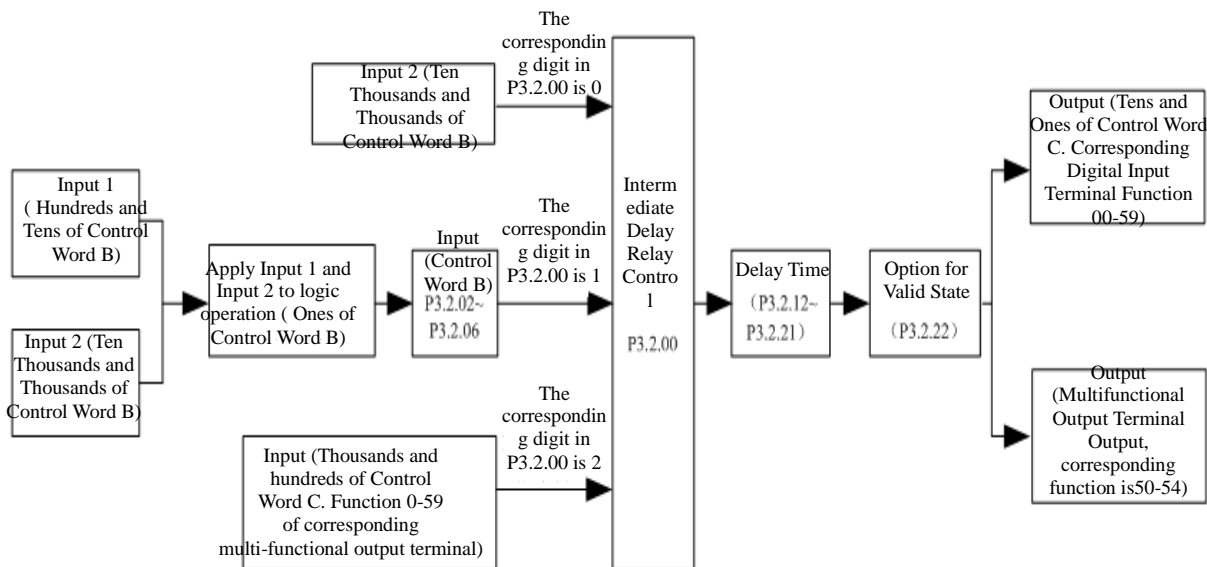 The
correspondin
g digit in
P3.2.00 is 0
Input 2 (Ten
Thousands and
Thousands of
Control Word B)
Input 1
( Hundreds and
Tens of Control
Word B)
Input 2 (Ten
Thousands and
Thousands of
Control Word B)
Apply Input 1 and
Input 2 to logic
operation ( Ones of
Control Word B)
Input
(Control
Word B)
P3.2.02~
P3.2.06
The
correspondin
g digit in
P3.2.00 is 1
Input (Thousands and
hundreds of Control
Word C. Function 0-59
of corresponding
multi-functional output terminal)
The
correspondin
g digit in
P3.2.00 is 2
Interm
ediate
Delay
Relay
Contro
l
P3.2.00
Delay Time
(P3.2.12~
P3.2.21)
Option for
Valid State
(P3.2.22)
Output (Tens and
Ones of Control Word
C. Corresponding
Digital Input
Terminal Function
00-59)
Output
(Multifunctional
Output Terminal
Output,
corresponding
function is50-54)